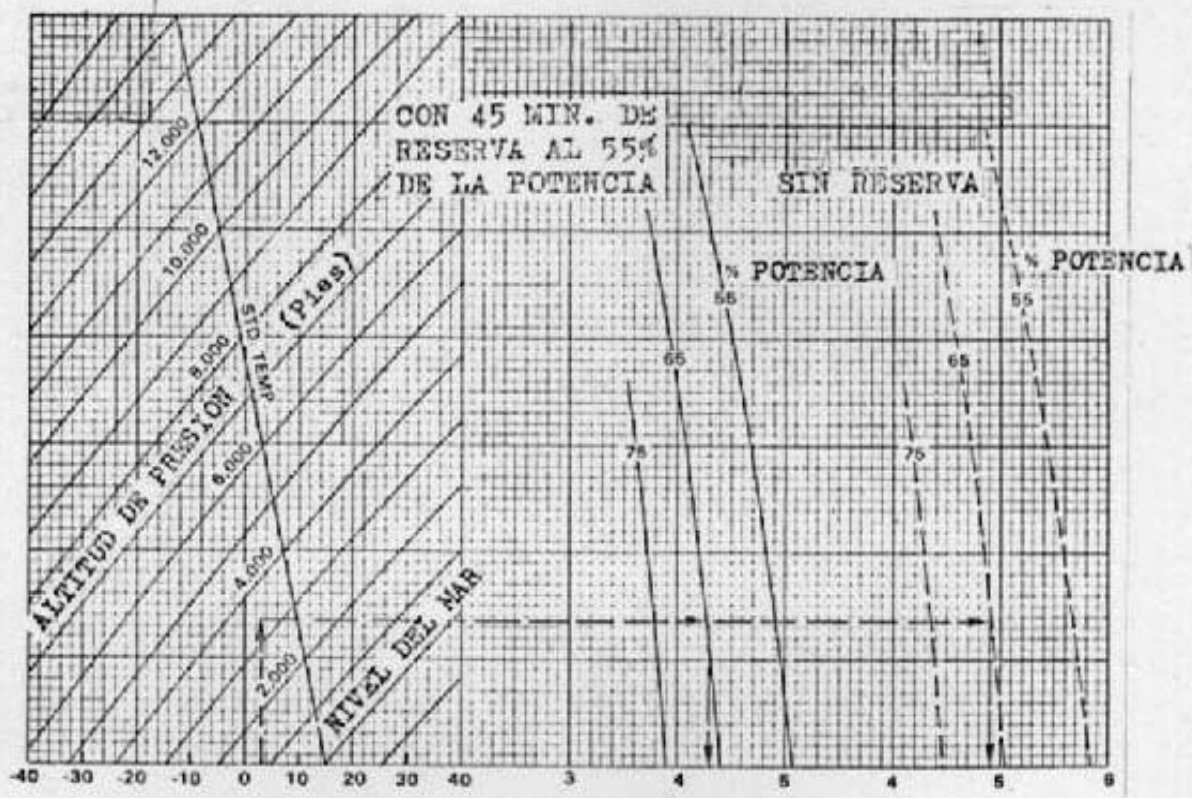 CON 45 MIN. DE
RESERVA AL 55%
DE LA POTENCIA
SIN RESERVA
12.000
10.000
8.000
6.000
4.000
2.000
(Pies)
STD TEMP
ALTITUD DE PRESION
NIVEL DEL MAR
% POTENCIA
55
65
75
% POTENCIA
55
65
75
-40 -30 -20 -10 0 10 20 30 40 3 4 5 4 5 6